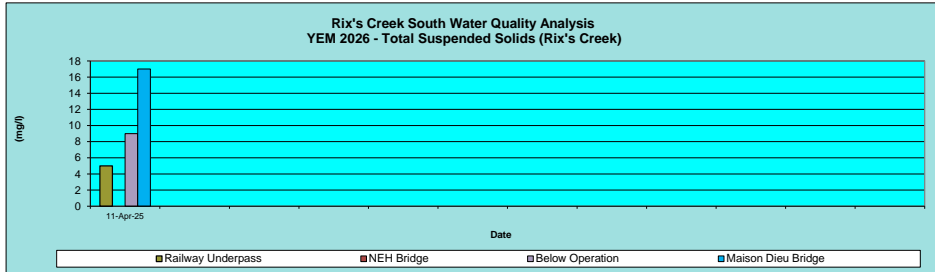 Rix's Creek South Water Quality Analysis
YEM 2026 - Total Suspended Solids (Rix's Creek)
18
16
14
12
10
8
6
4
2
0
(mg/l)
11-Apr-25
Date
Railway Underpass NEH Bridge Below Operation Maison Dieu Bridge